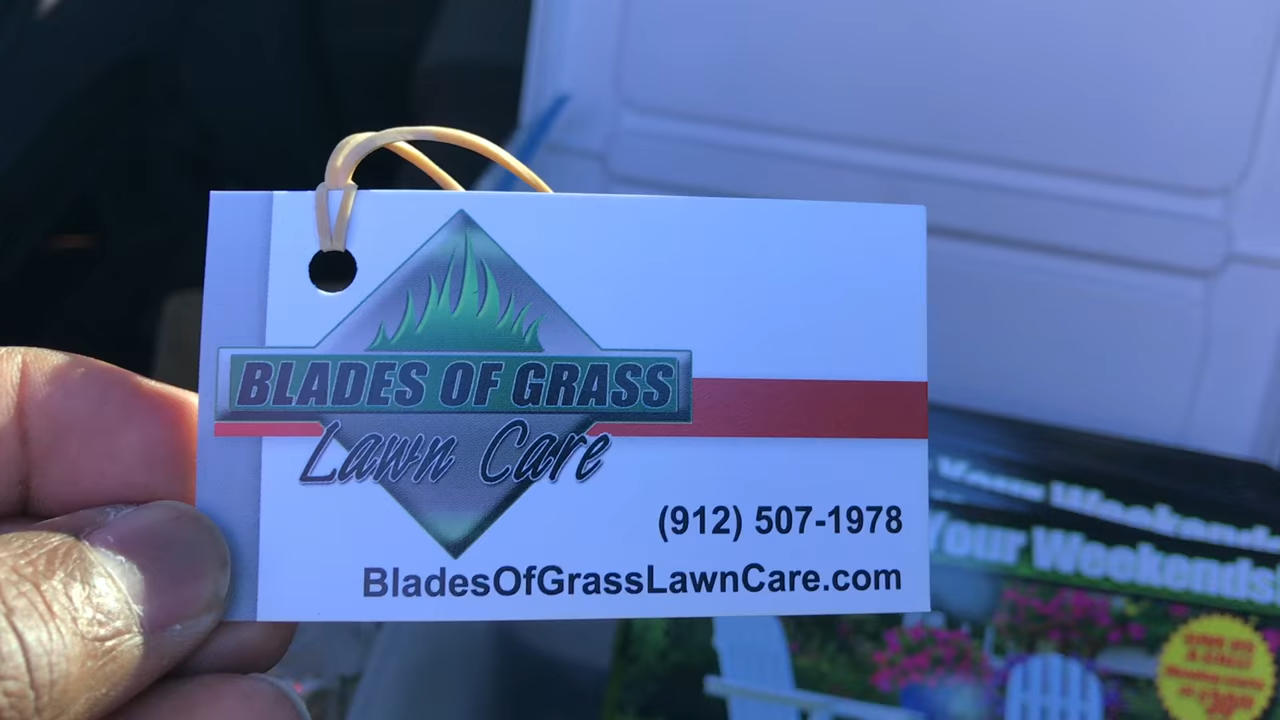 BLADES OF GRASS
Lawn Care
(912) 507-1978
BladesOfGrassLawnCare.com
Your Weekends
Your Weekends!